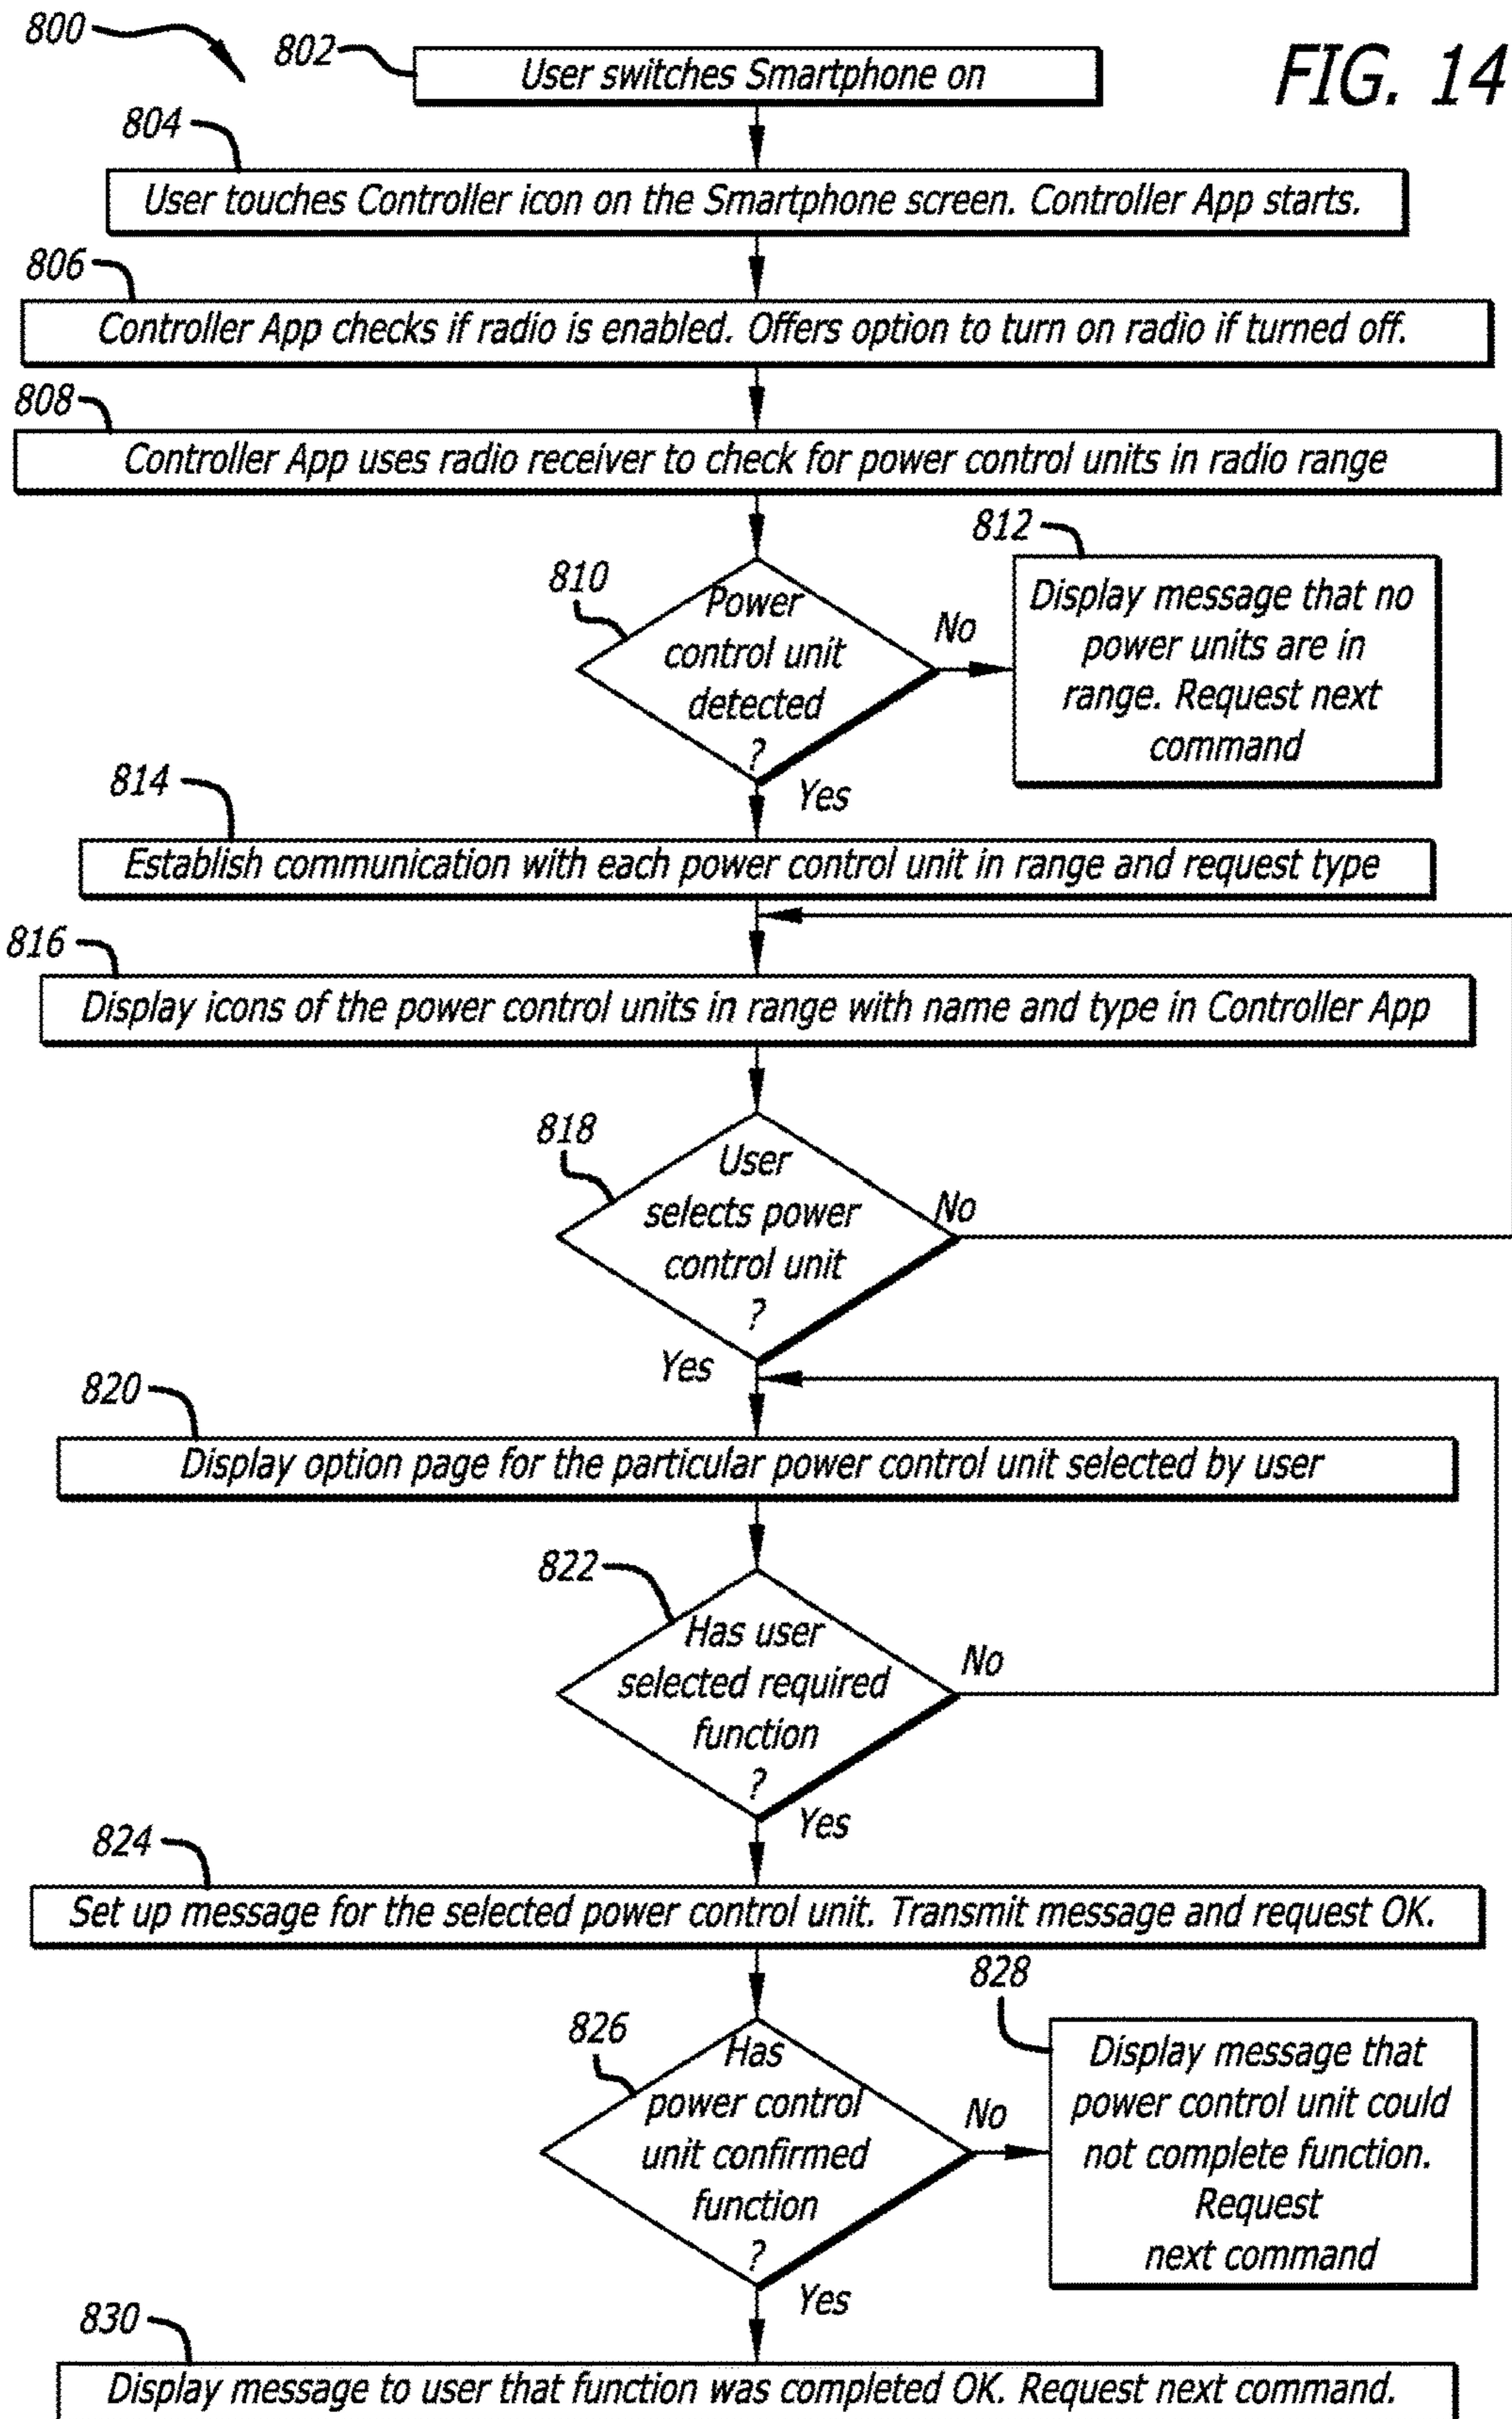 800
802
User switches Smartphone on
FIG. 14
804
User touches Controller icon on the Smartphone screen. Controller App starts.
806
Controller App checks if radio is enabled. Offers option to turn on radio if turned off.
808
Controller App uses radio receiver to check for power control units in radio range
810
Power
control unit
detected
?
No
812
Display message that no
power units are in
range. Request next
command
Yes
814
Establish communication with each power control unit in range and request type
816
Display icons of the power control units in range with name and type in Controller App
818
User
selects power
control unit
?
No
Yes
820
Display option page for the particular power control unit selected by user
822
Has user
selected required
function
?
No
Yes
824
Set up message for the selected power control unit. Transmit message and request OK.
826
Has
power control
unit confirmed
function
?
No
828
Display message that
power control unit could
not complete function.
Request
next command
Yes
830
Display message to user that function was completed OK. Request next command.